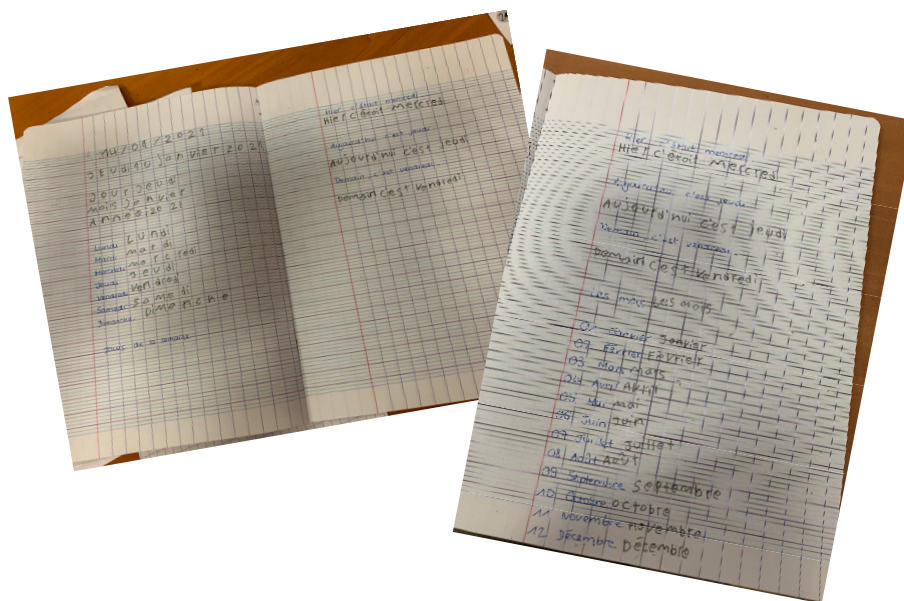 14/01/2021
Jeudi 14 janvier 2021
Jour jeudi
mois janvier
Année 2021
Lundi Lundi
Mardi mardi
Mercredi mercredi
Jeudi jeudi
Vendredi vendredi
Samedi samedi
Dimanche Dimanche
Jours de la semaine
Hier c'était mercredi
Hier c'étoit Mercredi
Aujourd'hui c'est jeudi
Aujourd'hui c'est jeudi
Demain c'est vendredi
Domain c'est vendredi
Hier c'était mercredi
Hier c'étoit Mercredi
Aujourd'hui c'est jeudi
Aujourd'hui c'est jeudi
Demain c'est vendredi
Domain c'est vendredi
Les mois Les mois
01 Janvier Janvier
02 Février Février
03 Mars mars
04 Avril Avril
05 Mai mai
06 Juin Juin
07 Juillet Juillet
08 Août Août
09 Septembre Septembre
10 Octobre octobre
11 Novembre novembre
12 Décembre Décembre